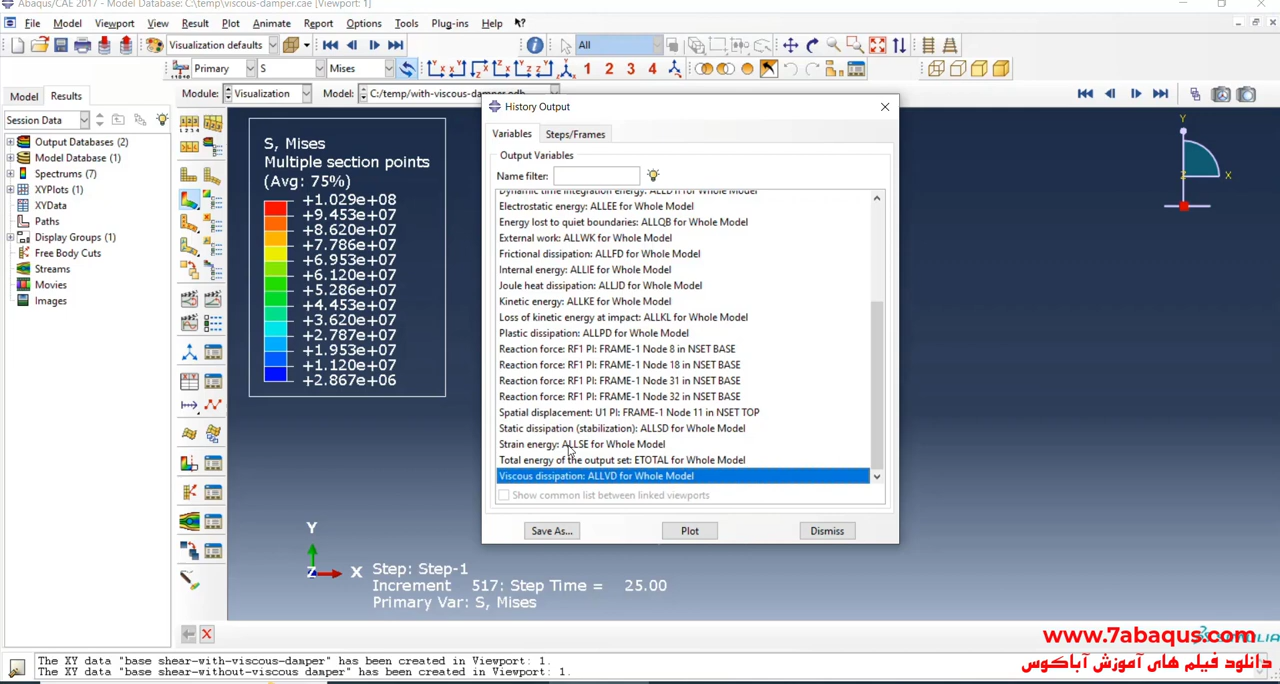 Abaqus/CAE 2017 - Model Database: C:\temp\viscous-damper.cae [Viewport: 1]
File Model Viewport View Result Plot Animate Report Options Tools Plug-ins Help
Visualization defaults All
Primary S Mises 1 2 3 4
Model Results Module: Visualization Model: C:/temp/with-viscous-damper.odb
Session Data
Output Databases (2)
Model Database (1)
Spectrums (7)
XYPlots (1)
XYData
Paths
Display Groups (1)
Free Body Cuts
Streams
Movies
Images
S, Mises
Multiple section points
(Avg: 75%)
+1.029e+08
+9.453e+07
+8.620e+07
+7.786e+07
+6.953e+07
+6.120e+07
+5.286e+07
+4.453e+07
+3.620e+07
+2.787e+07
+1.953e+07
+1.120e+07
+2.867e+06
History Output
Variables Steps/Frames
Output Variables
Name filter:
Dynamic time integration energy: ALLDTI for Whole Model
Electrostatic energy: ALLEE for Whole Model
Energy lost to quiet boundaries: ALLQB for Whole Model
External work: ALLWK for Whole Model
Frictional dissipation: ALLFD for Whole Model
Internal energy: ALLIE for Whole Model
Joule heat dissipation: ALLJD for Whole Model
Kinetic energy: ALLKE for Whole Model
Loss of kinetic energy at impact: ALLKL for Whole Model
Plastic dissipation: ALLPD for Whole Model
Reaction force: RF1 PI: FRAME-1 Node 8 in NSET BASE
Reaction force: RF1 PI: FRAME-1 Node 18 in NSET BASE
Reaction force: RF1 PI: FRAME-1 Node 31 in NSET BASE
Reaction force: RF1 PI: FRAME-1 Node 32 in NSET BASE
Spatial displacement: U1 PI: FRAME-1 Node 11 in NSET TOP
Static dissipation (stabilization): ALLSD for Whole Model
Strain energy: ALLSE for Whole Model
Total energy of the output set: ETOTAL for Whole Model
Viscous dissipation: ALLVD for Whole Model
Show common list between linked viewports
Save As... Plot Dismiss
Y
X
Z
Y
Z X
Step: Step-1
Increment 517: Step Time = 25.00
Primary Var: S, Mises
The XY data "base shear-with-viscous-damper" has been created in Viewport: 1.
The XY data "base shear-without-viscous damper" has been created in Viewport: 1.
www.7abaqus.com
دانلود فیلم های آموزش آباکوس